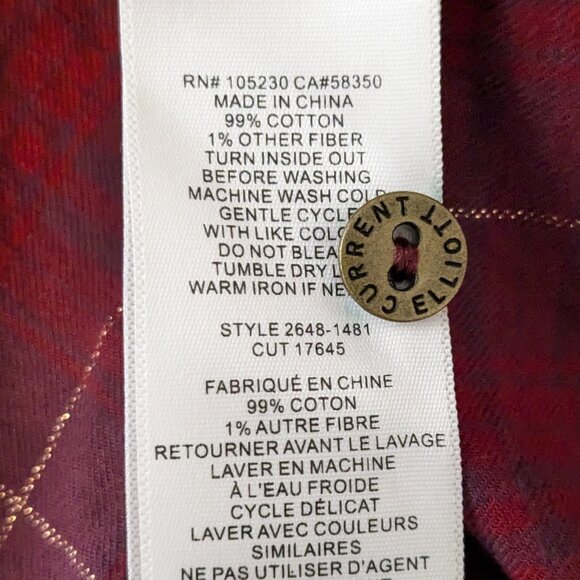 RN# 105230 CA#58350
MADE IN CHINA
99% COTTON
1% OTHER FIBER
TURN INSIDE OUT
BEFORE WASHING
MACHINE WASH COLD
GENTLE CYCLE
WITH LIKE
DO NOT
TUMBLE DRY
WARM IRON IF
STYLE 2648-1481
CUT 17645
FABRIQUÉ EN CHINE
99% COTTON
1% AUTRE FIBRE
RETOURNER AVANT LE LAVAGE
LAVER EN MACHINE
À L'EAU FROIDE
CYCLE DÉLICAT
LAVER AVEC COULEURS
SIMILAIRES
NE PAS UTILISER D'AGENT
CURRENT ELLIOTT